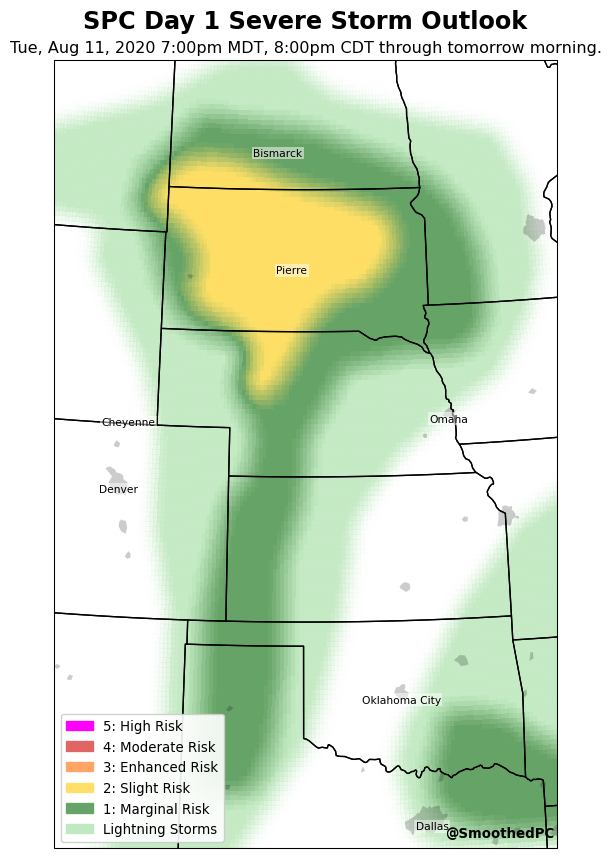 SPC Day 1 Severe Storm Outlook
Tue, Aug 11, 2020 7:00pm MDT, 8:00pm CDT through tomorrow morning.
Bismarck
Pierre
Cheyenne
Omaha
Denver
Oklahoma City
5: High Risk
4: Moderate Risk
3: Enhanced Risk
2: Slight Risk
1: Marginal Risk
Lightning Storms
Dallas
@SmoothedPC